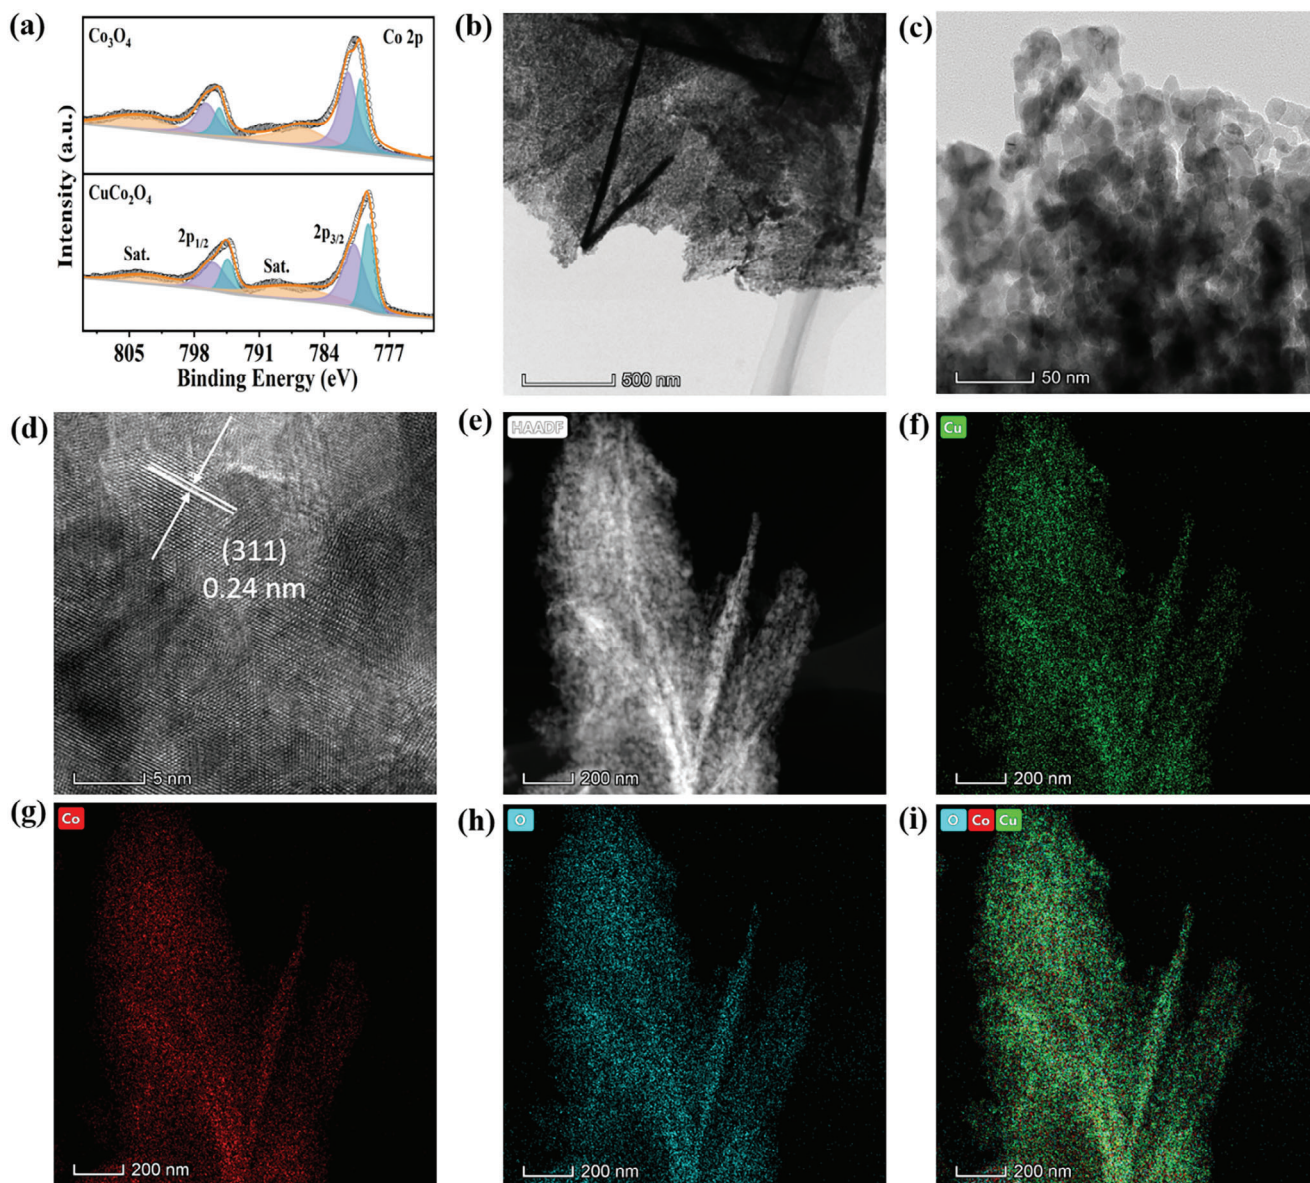 (a)
Co₃O₄
Co 2p
CuCo₂O₄
2p₁/₂
2p₃/₂
Sat.
Sat.
Intensity (a.u.)
805 798 791 784 777
Binding Energy (eV)
(b)
500 nm
(c)
50 nm
(d)
(311)
0.24 nm
5 nm
(e)
HAADF
200 nm
(f)
Cu
200 nm
(g)
Co
200 nm
(h)
O
200 nm
(i)
O Co Cu
200 nm